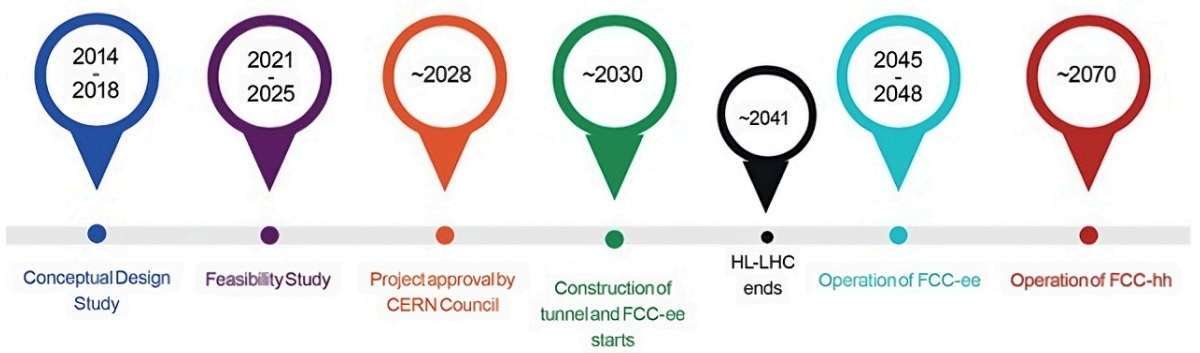 2014
-
2018
2021
-
2025
~2028
~2030
~2041
2045
-
2048
~2070
Conceptual Design
Study
Feasibility Study
Project approval by
CERN Council
Construction of
tunnel and FCC-ee
starts
HL-LHC
ends
Operation of FCC-ee
Operation of FCC-hh